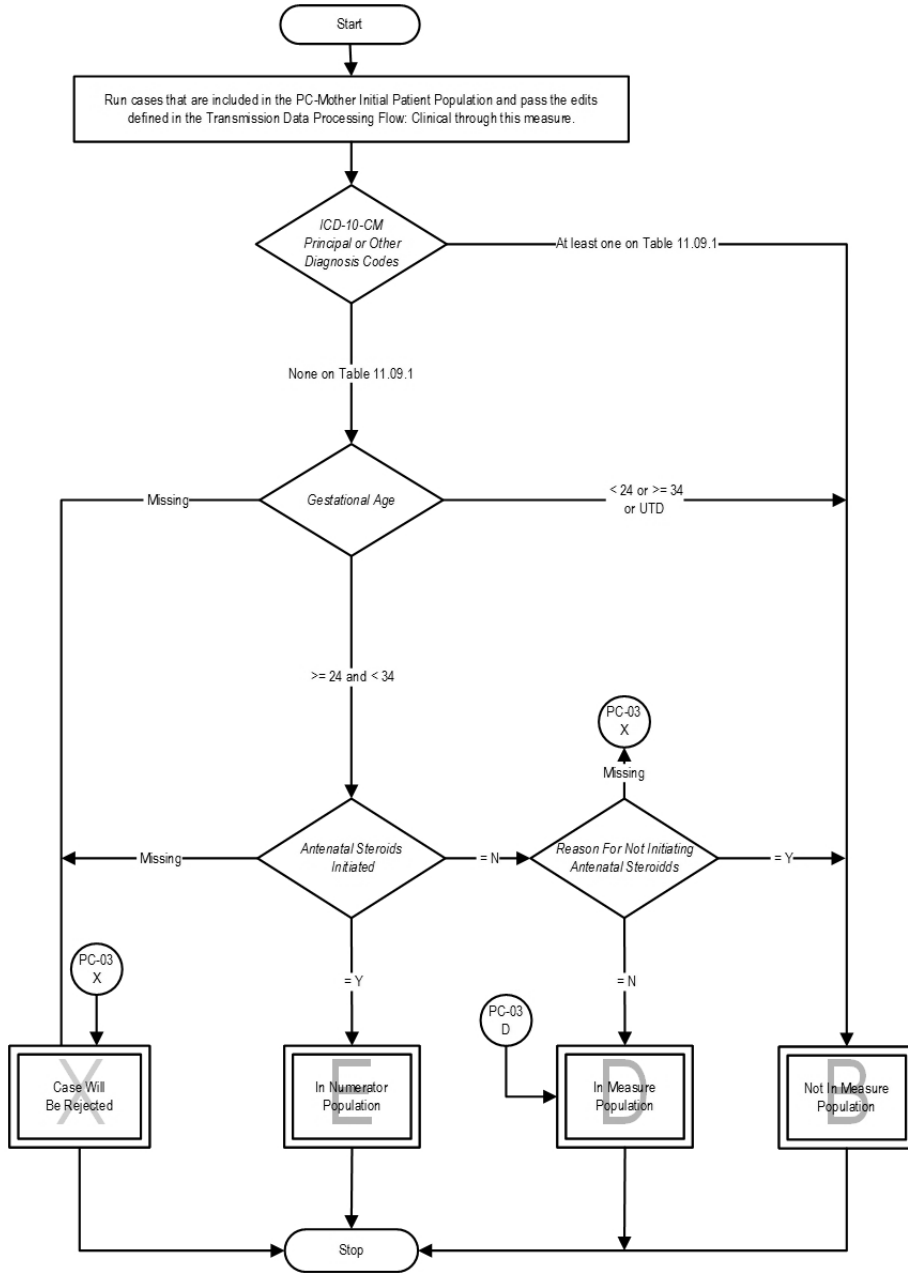 Start
Run cases that are included in the PC-Mother Initial Patient Population and pass the edits
defined in the Transmission Data Processing Flow: Clinical through this measure.
ICD-10-CM
Principal or Other
Diagnosis Codes
At least one on Table 11.09.1
None on Table 11.09.1
Missing
Gestational Age
< 24 or >= 34
or UTD
>= 24 and < 34
PC-03
X
Missing
Missing
Antenatal Steroids
Initiated
= N
Reason For Not Initiating
Antenatal Steroidds
= Y
PC-03
X
= Y
= N
PC-03
D
X
Case Will
Be Rejected
E
In Numerator
Population
D
In Measure
Population
B
Not In Measure
Population
Stop